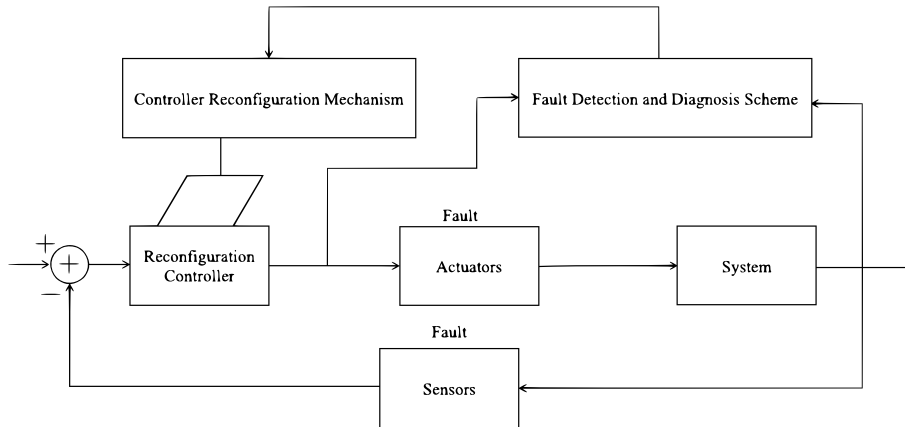 Controller Reconfiguration Mechanism
Fault Detection and Diagnosis Scheme
Fault
+
+
Reconfiguration
Controller
Actuators
System
−
Fault
Sensors